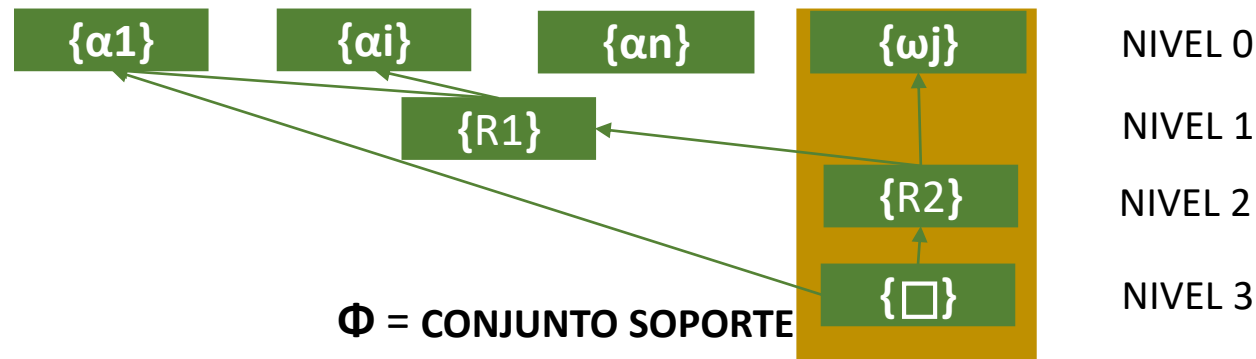 {α1} {αi} {αn} {ωj} NIVEL 0
{R1} NIVEL 1
{R2} NIVEL 2
{□} NIVEL 3
Φ = CONJUNTO SOPORTE